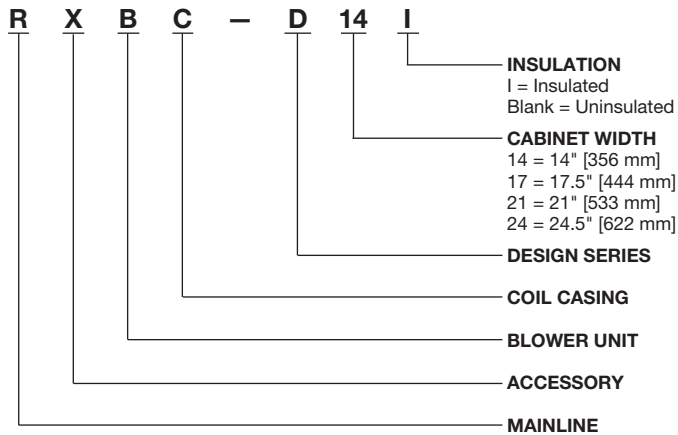 R X B C — D 14 I
INSULATION
I = Insulated
Blank = Uninsulated
CABINET WIDTH
14 = 14" [356 mm]
17 = 17.5" [444 mm]
21 = 21" [533 mm]
24 = 24.5" [622 mm]
DESIGN SERIES
COIL CASING
BLOWER UNIT
ACCESSORY
MAINLINE